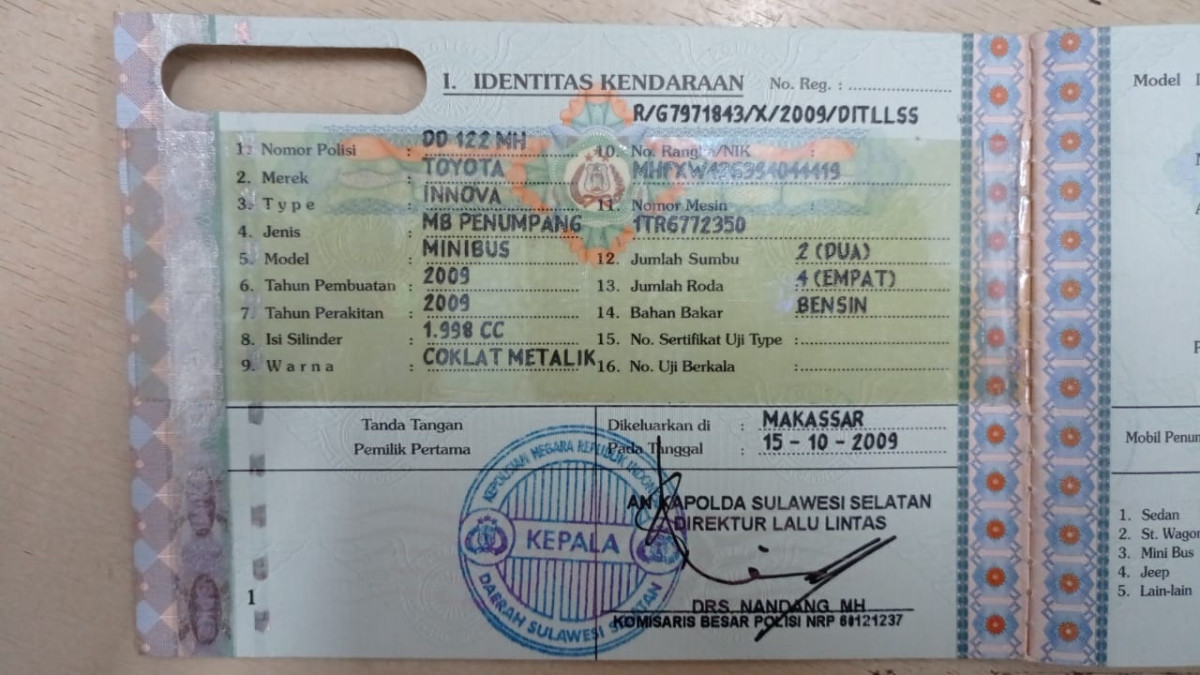 I. IDENTITAS KENDARAAN No. Reg. :
R/G7971843/X/2009/DITLLSS
1. Nomor Polisi : DD 122 MH
2. Merek : TOYOTA
3. Type : INNOVA
4. Jenis : MB PENUMPANG
5. Model : MINIBUS
6. Tahun Pembuatan : 2009
7. Tahun Perakitan : 2009
8. Isi Silinder : 1.998 CC
9. Warna : COKLAT METALIK
10. No. Rangka/NIK :
11. Nomor Mesin :
1TR6772350
12. Jumlah Sumbu 2 (DUA)
13. Jumlah Roda 4 (EMPAT)
14. Bahan Bakar BENSIN
15. No. Sertifikat Uji Type :
16. No. Uji Berkala :
Tanda Tangan
Pemilik Pertama
Dikeluarkan di : MAKASSAR
Pada Tanggal : 15 - 10 - 2009
KEPOLISIAN NEGARA REPUBLIK INDONESIA
KEPALA
DAERAH SULAWESI SELATAN
AN KAPOLDA SULAWESI SELATAN
DIREKTUR LALU LINTAS
DRS. NANDANG, MH
KOMISARIS BESAR POLISI NRP 60121237
1
Model
Mobil
1. Sedan
2. St.
3. Mini Bus
4. Jeep
5. Lain-lain